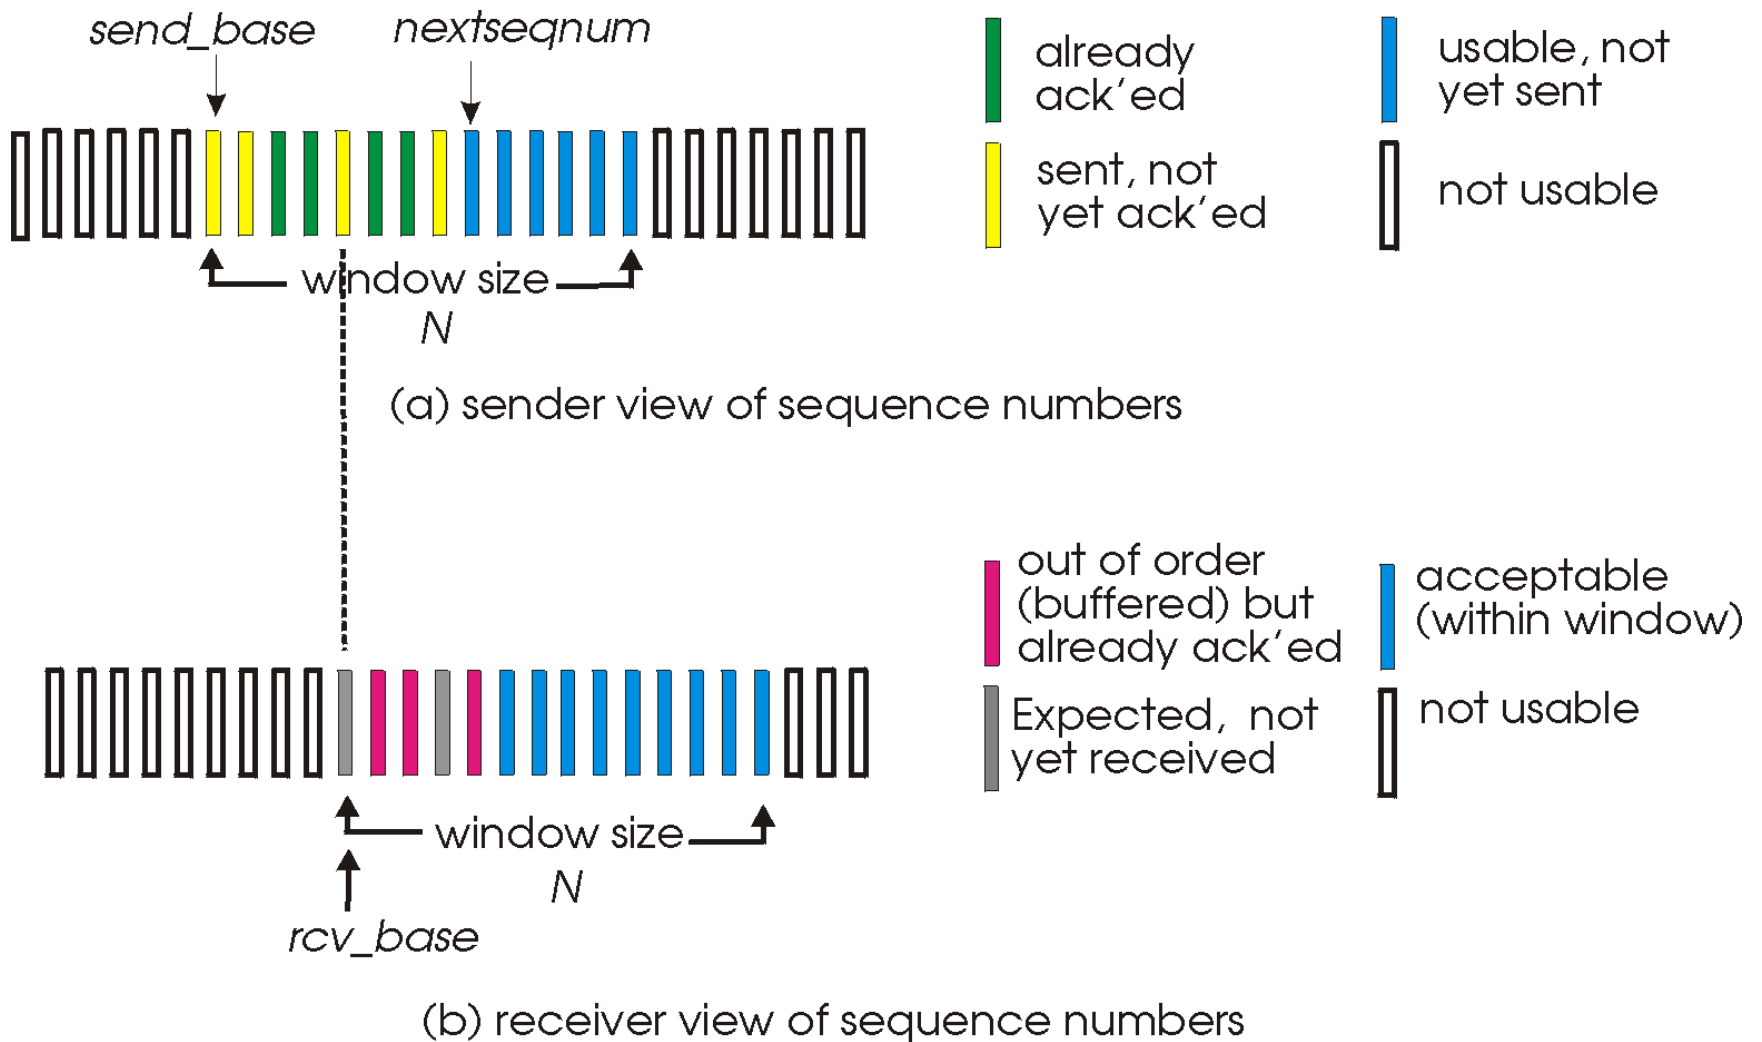 send_base
nextseqnum
already
ack'ed
usable, not
yet sent
sent, not
yet ack'ed
not usable
window size
N
(a) sender view of sequence numbers
out of order
(buffered) but
already ack'ed
acceptable
(within window)
Expected, not
yet received
not usable
window size
N
rcv_base
(b) receiver view of sequence numbers